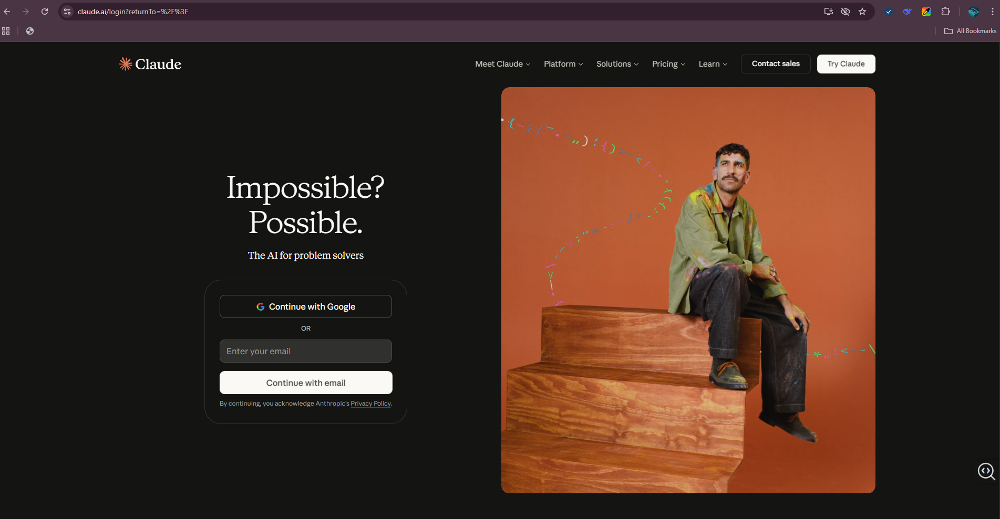 claude.ai/login?returnTo=%2F%3F
All Bookmarks
Claude
Meet Claude
Platform
Solutions
Pricing
Learn
Contact sales
Try Claude
Impossible?
Possible.
The AI for problem solvers
Continue with Google
OR
Enter your email
Continue with email
By continuing, you acknowledge Anthropic's Privacy Policy.